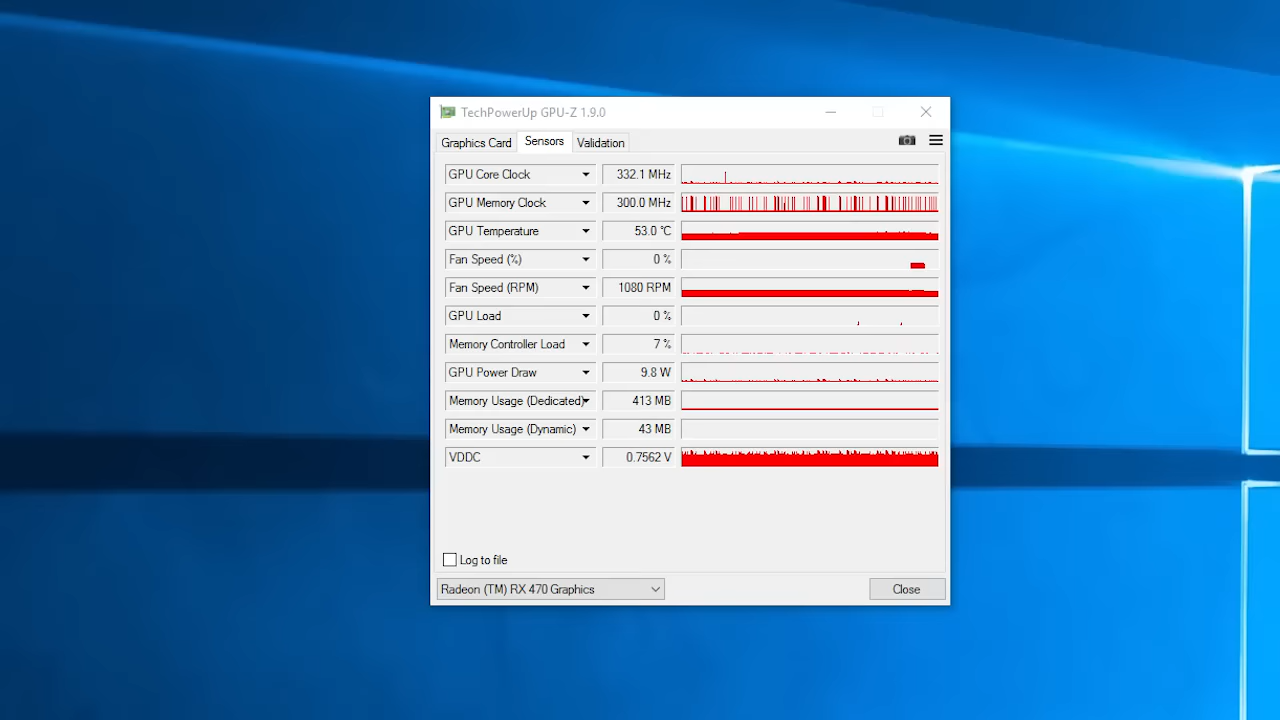 TechPowerUp GPU-Z 1.9.0
Graphics Card Sensors Validation
GPU Core Clock 332.1 MHz
GPU Memory Clock 300.0 MHz
GPU Temperature 53.0 °C
Fan Speed (%) 0 %
Fan Speed (RPM) 1080 RPM
GPU Load 0 %
Memory Controller Load 7 %
GPU Power Draw 9.8 W
Memory Usage (Dedicated) 413 MB
Memory Usage (Dynamic) 43 MB
VDDC 0.7562 V
Log to file
Radeon (TM) RX 470 Graphics Close